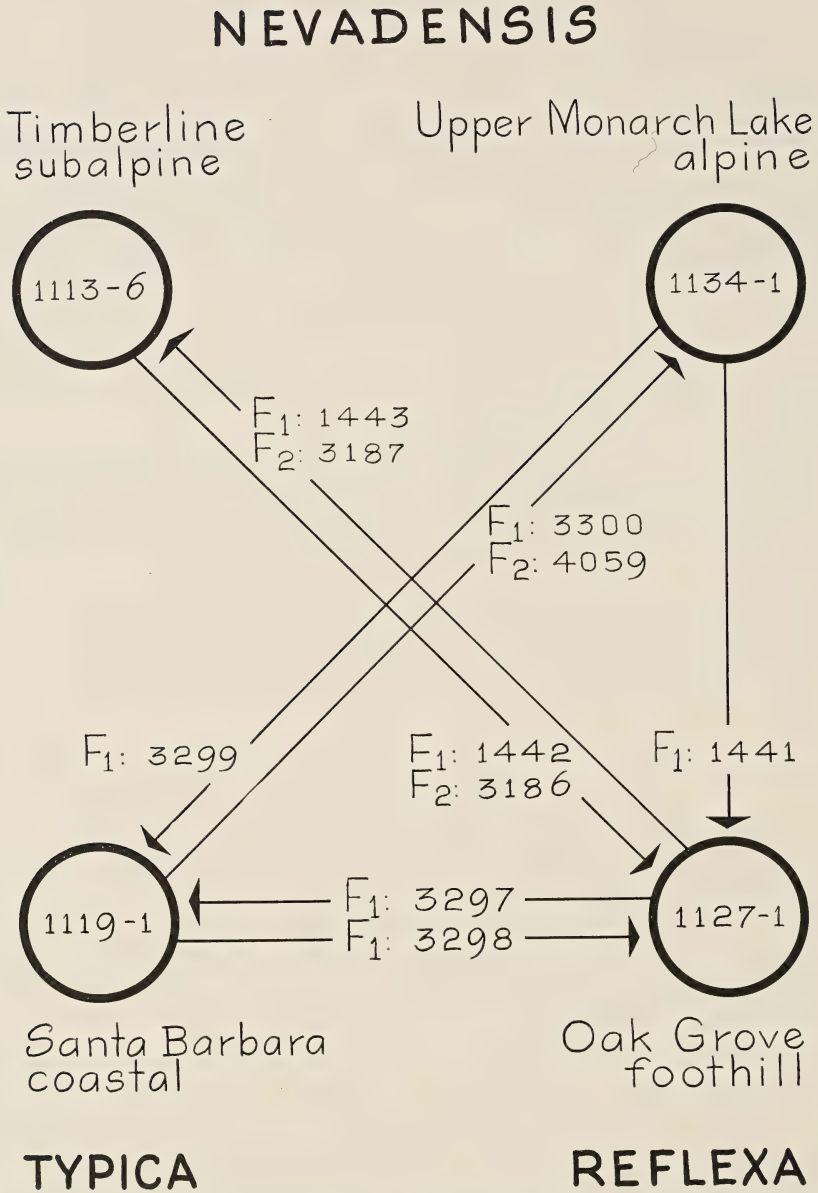 NEVADENSIS
Timberline
subalpine
Upper Monarch Lake
alpine
1113-6
1134-1
F1: 1443
F2: 3187
F1: 3300
F2: 4059
F1: 3299
F1: 1442
F2: 3186
F1: 1441
F1: 3297
F1: 3298
1119-1
1127-1
Santa Barbara
coastal
Oak Grove
foothill
TYPICA
REFLEXA